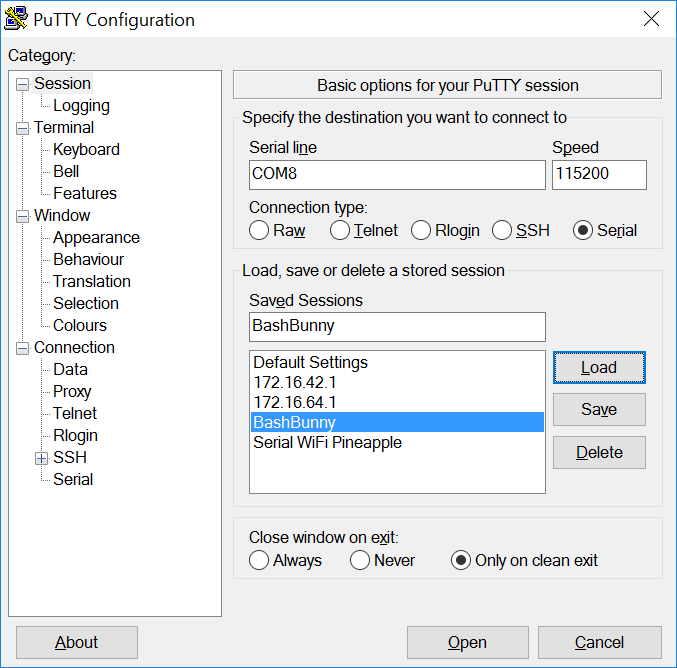 PuTTY Configuration
Category:
Session
Logging
Terminal
Keyboard
Bell
Features
Window
Appearance
Behaviour
Translation
Selection
Colours
Connection
Data
Proxy
Telnet
Rlogin
SSH
Serial
Basic options for your PuTTY session
Specify the destination you want to connect to
Serial line Speed
COM8 115200
Connection type:
Raw Telnet Rlogin SSH Serial
Load, save or delete a stored session
Saved Sessions
BashBunny
Default Settings
172.16.42.1
172.16.64.1
BashBunny
Serial WiFi Pineapple
Load
Save
Delete
Close window on exit:
Always Never Only on clean exit
About Open Cancel